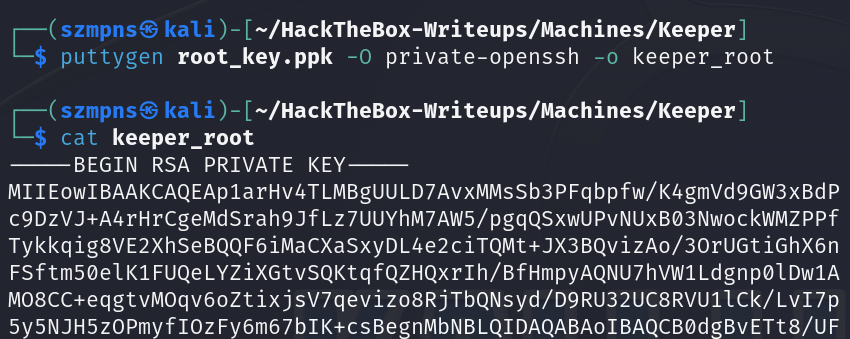 ┌──(szmpns㉿kali)-[~/HackTheBox-Writeups/Machines/Keeper]
└─$ puttygen root_key.ppk -O private-openssh -o keeper_root
┌──(szmpns㉿kali)-[~/HackTheBox-Writeups/Machines/Keeper]
└─$ cat keeper_root
-----BEGIN RSA PRIVATE KEY-----
MIIEowIBAAKCAQEAp1arHv4TLMBgUULD7AvxMMsSb3PFqbpfw/K4gmVd9GW3xBdP
c9DzVJ+A4rHrCgeMdSrah9JfLz7UUYhM7AW5/pgqQSxwUPvNUxB03NwockWMZPPf
Tykkqig8VE2XhSeBQQF6iMaCXaSxyDL4e2ciTQMt+JX3BQvizAo/3OrUGtiGhX6n
FSftm50elK1FUQeLYZiXGtvSQKtqfQZHQxrIh/BfHmpyAQNU7hVW1Ldgnp0lDw1A
MO8CC+eqgtvMOqv6oZtixjsV7qevizo8RjTbQNsyd/D9RU32UC8RVU1lCk/LvI7p
5y5NJH5zOPmyfIOzFy6m67bIK+csBegnMbNBLQIDAQABAoIBAQCB0dgBvETt8/UF